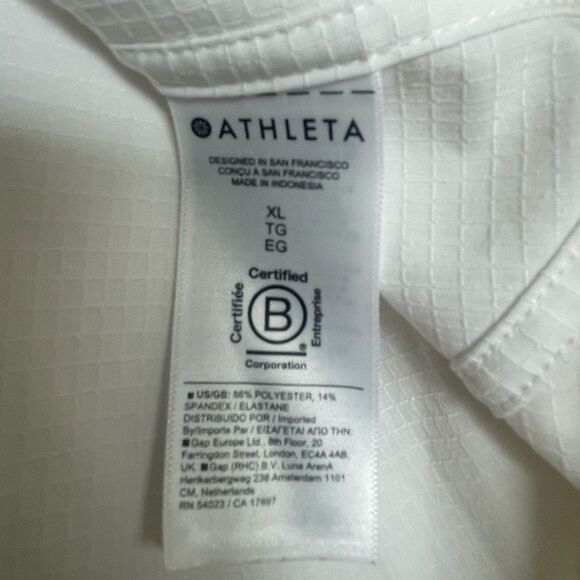 ATHLETA
DESIGNED IN SAN FRANCISCO
CONÇU À SAN FRANCISCO
MADE IN INDONESIA
XL
TG
EG
Certified
Certifiée
B
Entreprise
®
Corporation
■ US/GB: 86% POLYESTER, 14%
SPANDEX / ELASTANE
DISTRIBUIDO POR / Imported
By/Importe Par / ΕΙΣΑΓΕΤΑΙ ΑΠΟ ΤΗΝ:
■ Gap Europe Ltd., 8th Floor, 20
Farringdon Street, London, EC4A 4AB,
UK ■ Gap (RHC) B.V. Luna ArenA
Herikerbergweg 238 Amsterdam 1101
CM, Netherlands
RN 54023 / CA 17897